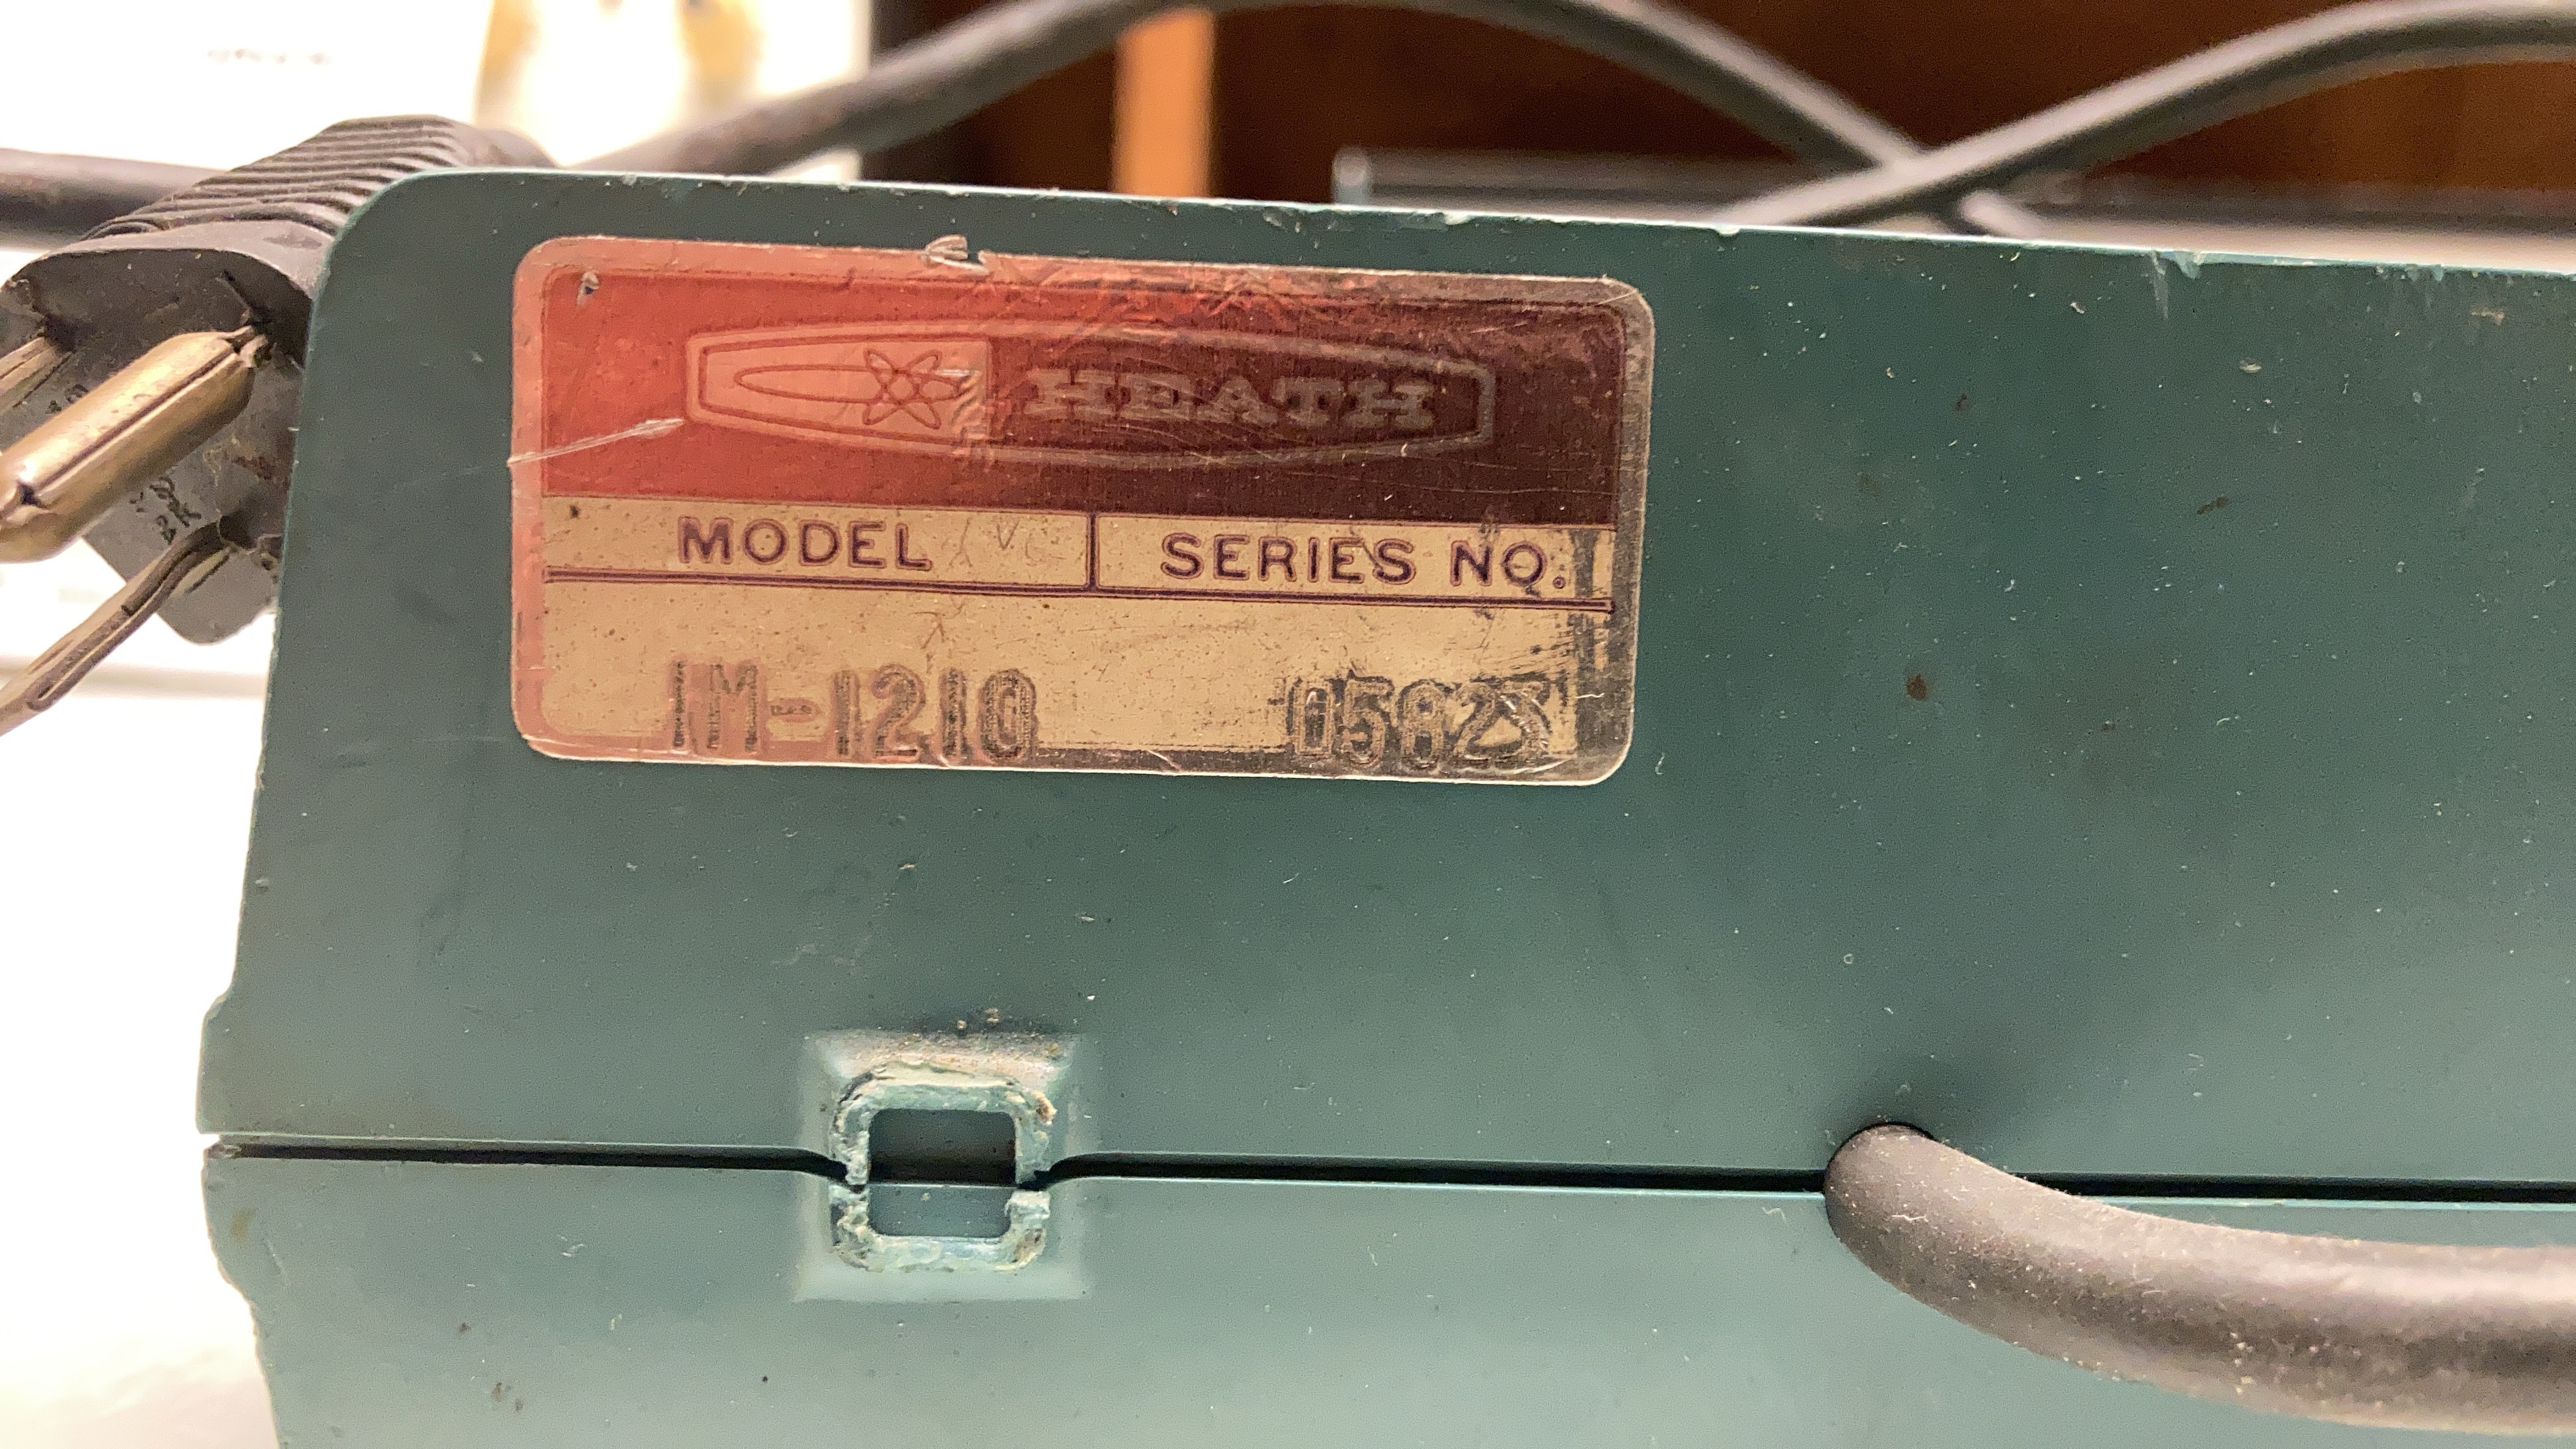 HEATH
MODEL SERIES NO.
IM-1210 05823